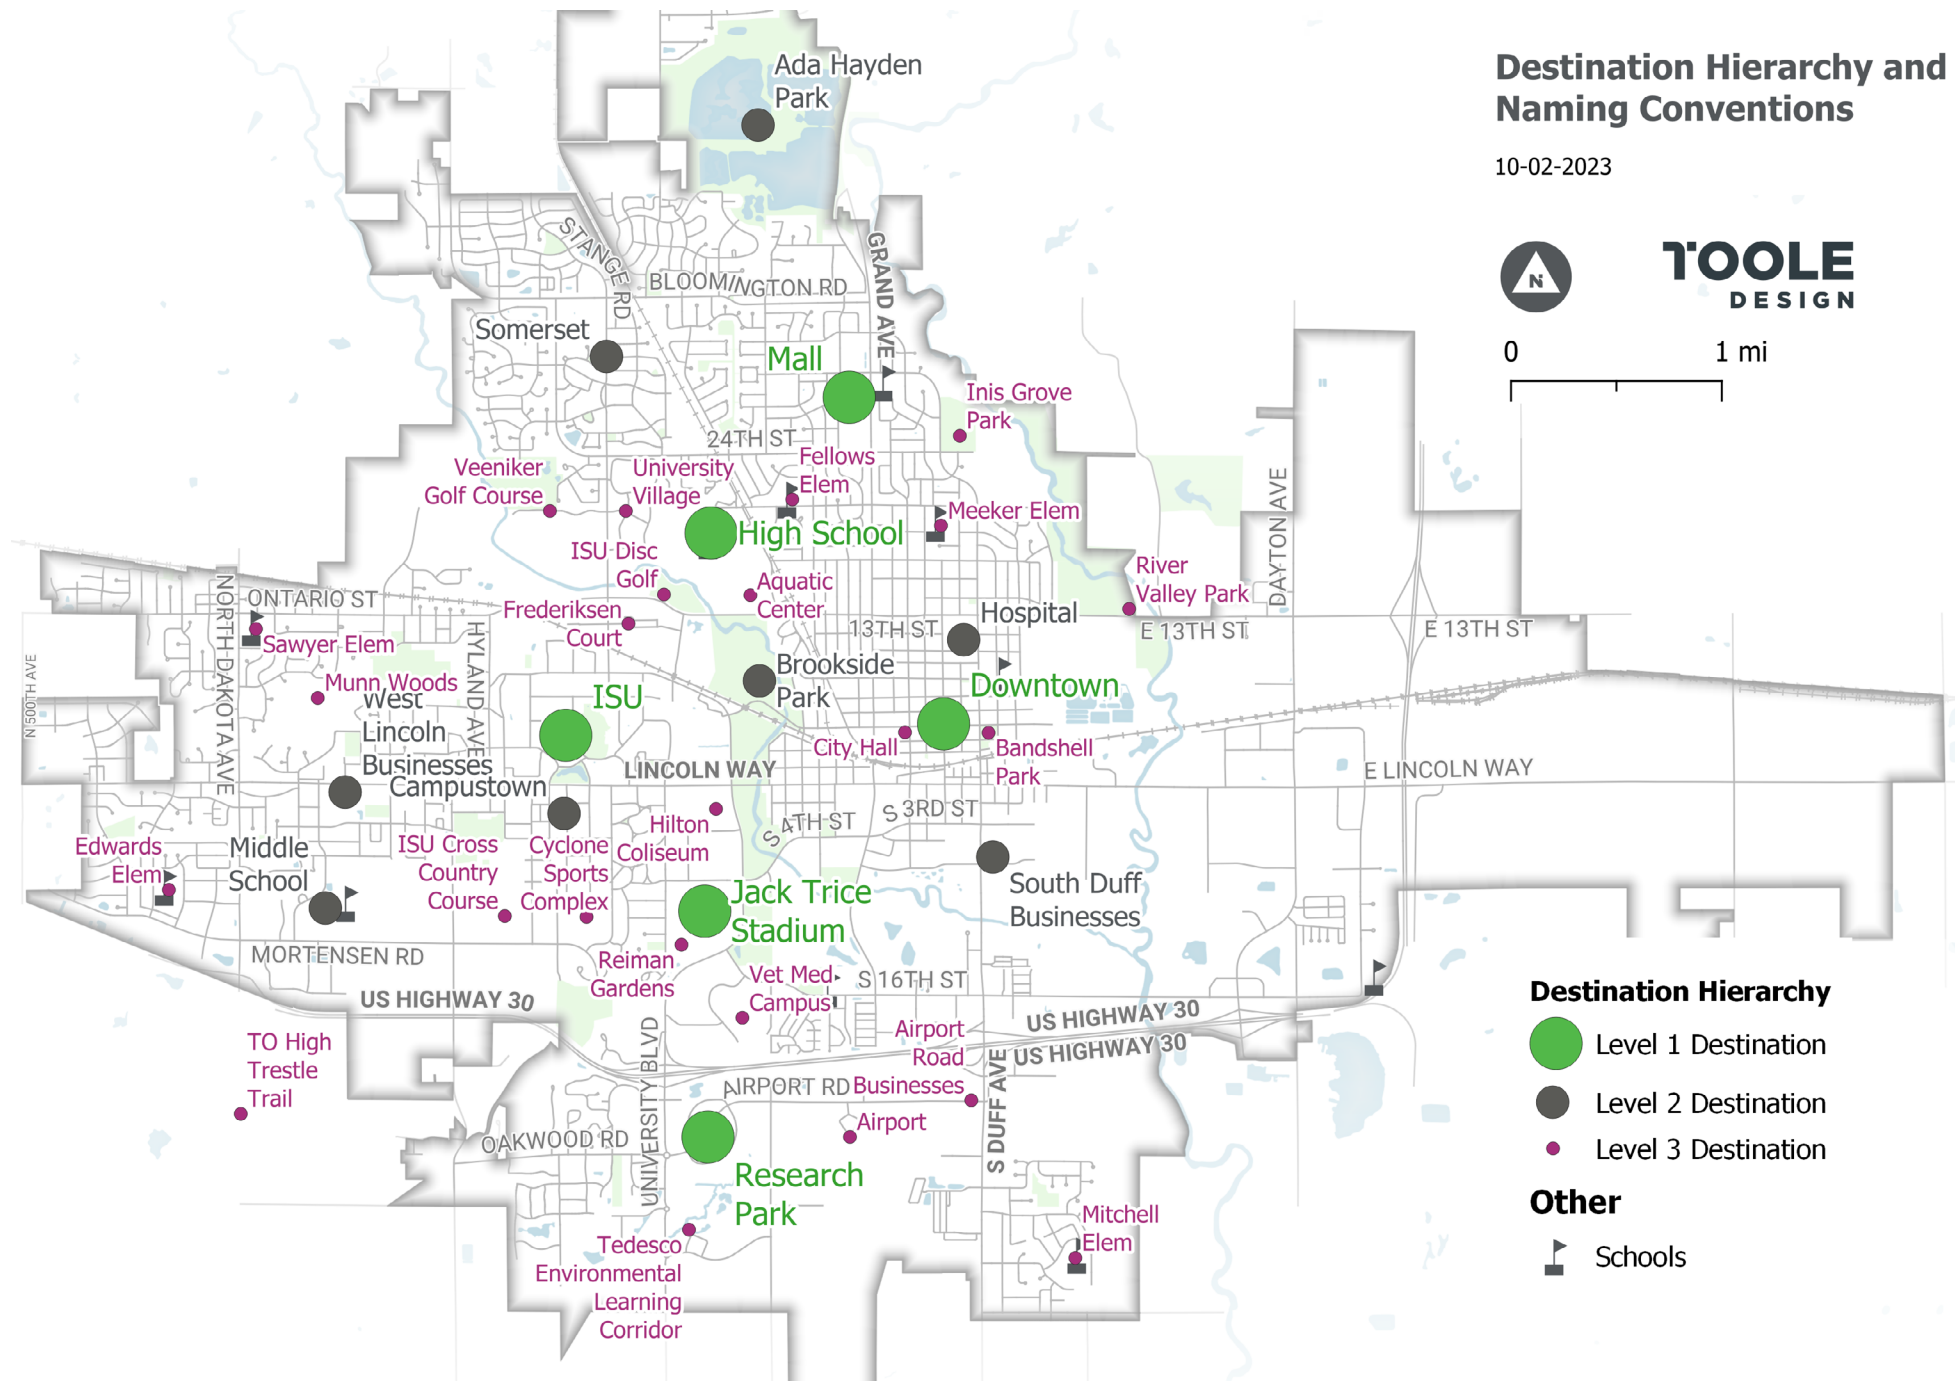 Ada Hayden
Park
Destination Hierarchy and
Naming Conventions
10-02-2023
N
TOOLE
DESIGN
0
1 mi
STANGE RD
GRAND AVE
BLOOMINGTON RD
Somerset
Mall
Inis Grove
Park
24TH ST
Fellows
Elem
Veeniker
Golf Course
University
Village
Meeker Elem
High School
DAYTON AVE
ISU Disc
Golf
Aquatic
Center
River
Valley Park
NORTH DAKOTA AVE
ONTARIO ST
Frederiksen
Court
Hospital
13TH ST
E 13TH ST
E 13TH ST
Sawyer Elem
HYLAND AVE
N 500TH AVE
Munn Woods
Brookside
Park
Downtown
ISU
West
Lincoln
Businesses
City Hall
Bandshell
Park
LINCOLN WAY
E LINCOLN WAY
Campustown
S 4TH ST
S 3RD ST
Hilton
Coliseum
Edwards
Elem
Middle
School
ISU Cross
Country
Course
Cyclone
Sports
Complex
Jack Trice
Stadium
South Duff
Businesses
MORTENSEN RD
Reiman
Gardens
Vet Med
Campus
S 16TH ST
US HIGHWAY 30
US HIGHWAY 30
US HIGHWAY 30
Airport
Road
Businesses
TO High
Trestle
Trail
UNIVERSITY BLVD
AIRPORT RD
S DUFF AVE
Airport
OAKWOOD RD
Research
Park
Mitchell
Elem
Tedesco
Environmental
Learning
Corridor
Destination Hierarchy
Level 1 Destination
Level 2 Destination
Level 3 Destination
Other
Schools